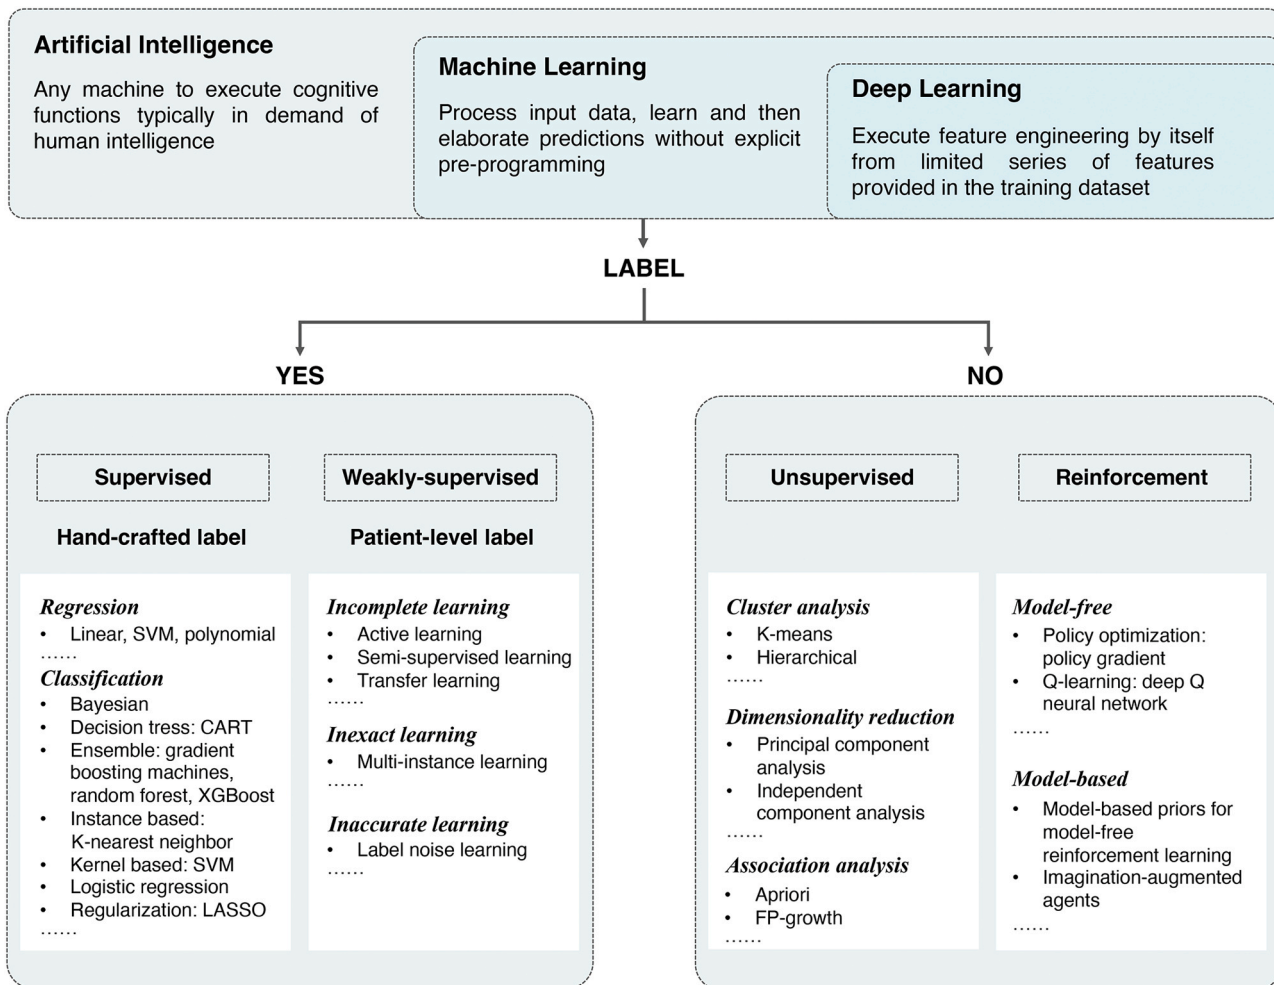 Artificial Intelligence
Any machine to execute cognitive
functions typically in demand of
human intelligence
Machine Learning
Process input data, learn and then
elaborate predictions without explicit
pre-programming
Deep Learning
Execute feature engineering by itself
from limited series of features
provided in the training dataset
LABEL
YES
NO
Supervised
Hand-crafted label
Regression
• Linear, SVM, polynomial
……
Classification
• Bayesian
• Decision tress: CART
• Ensemble: gradient
boosting machines,
random forest, XGBoost
• Instance based:
K-nearest neighbor
• Kernel based: SVM
• Logistic regression
• Regularization: LASSO
……
Weakly-supervised
Patient-level label
Incomplete learning
• Active learning
• Semi-supervised learning
• Transfer learning
……
Inexact learning
• Multi-instance learning
……
Inaccurate learning
• Label noise learning
……
Unsupervised
Cluster analysis
• K-means
• Hierarchical
……
Dimensionality reduction
• Principal component
analysis
• Independent
component analysis
……
Association analysis
• Apriori
• FP-growth
……
Reinforcement
Model-free
• Policy optimization:
policy gradient
• Q-learning: deep Q
neural network
……
Model-based
• Model-based priors for
model-free
reinforcement learning
• Imagination-augmented
agents
……